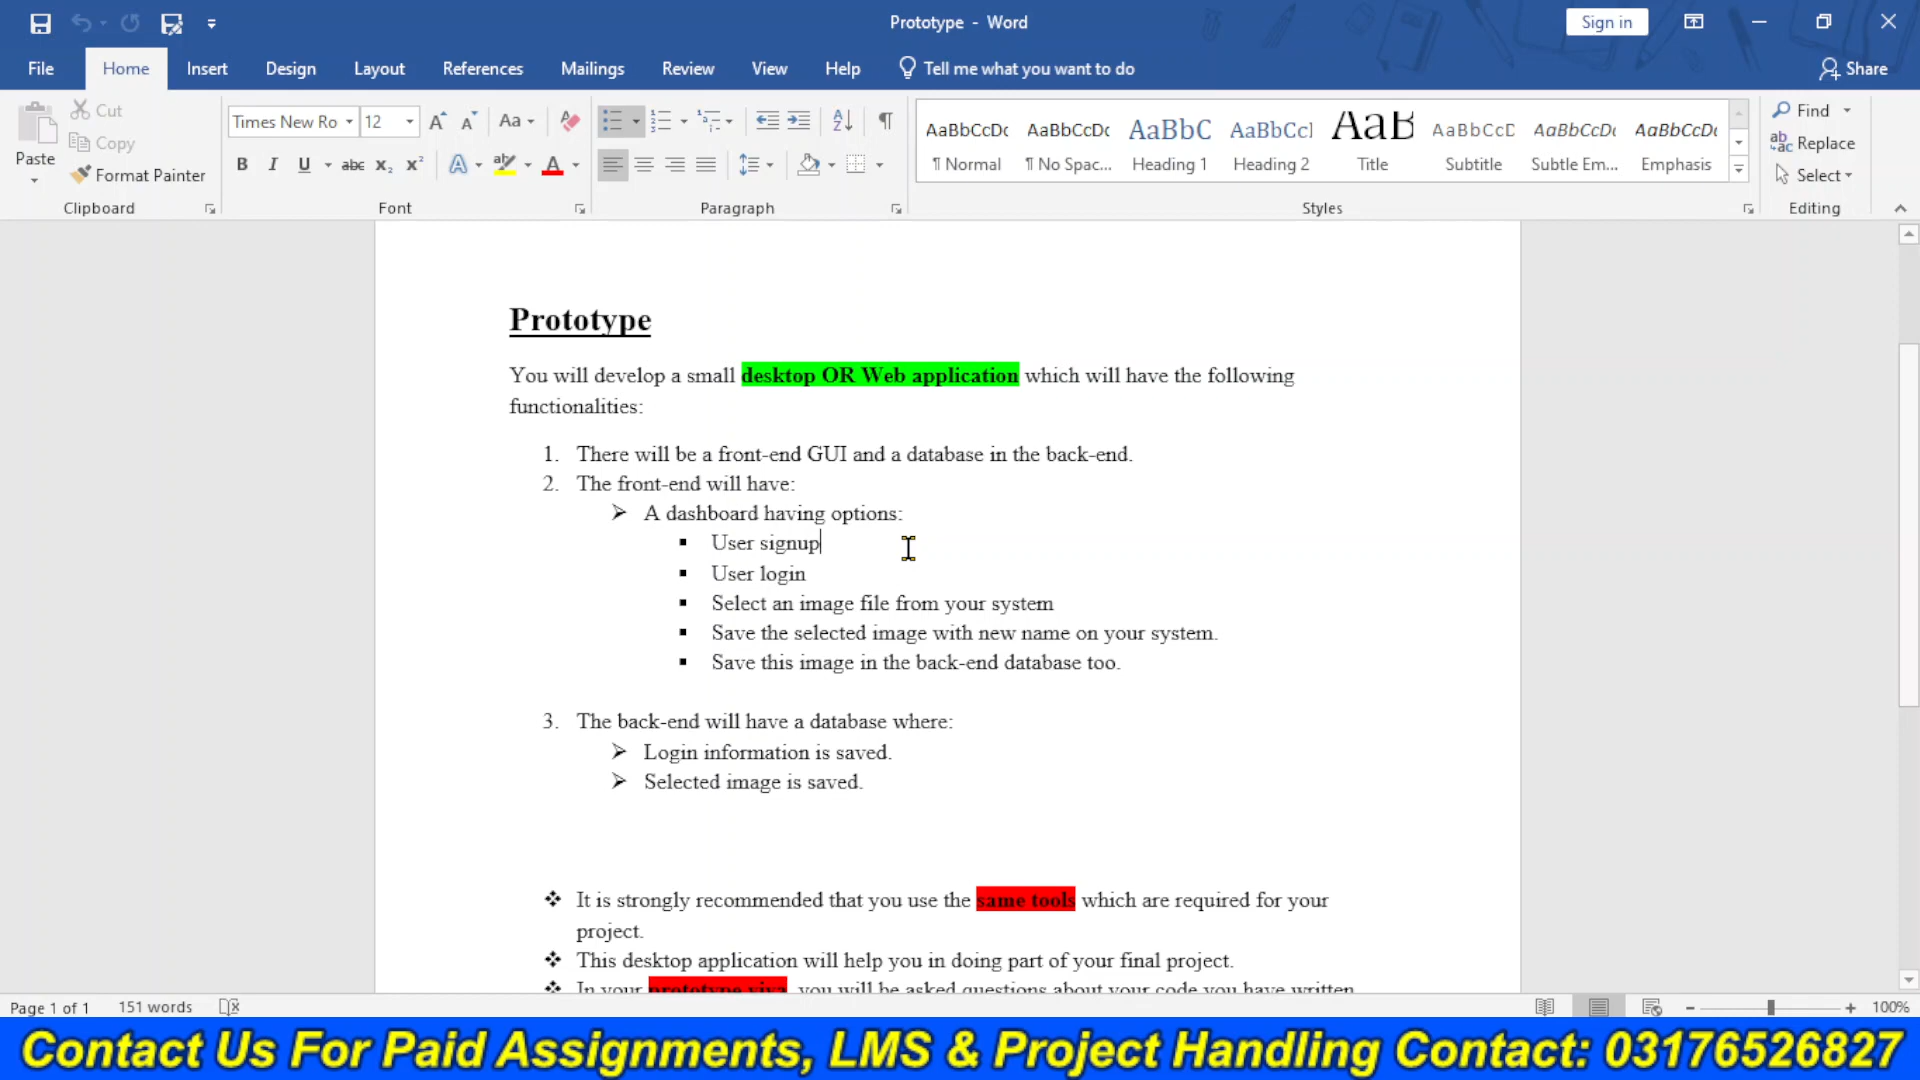 Prototype - Word
Sign in
File Home Insert Design Layout References Mailings Review View Help Tell me what you want to do Share
Paste
Cut
Copy
Format Painter
Clipboard
Times New Ro 12 Aa
B I U abc X₂ X² A A
Font
Paragraph
AaBbCcDc AaBbCcDc AaBbC AaBbCcl AaB AaBbCcD AaBbCcDc AaBbCcDc
¶ Normal ¶ No Spac... Heading 1 Heading 2 Title Subtitle Subtle Em... Emphasis
Styles
Find
Replace
Select
Editing
Prototype
You will develop a small desktop OR Web application which will have the following
functionalities:
1. There will be a front-end GUI and a database in the back-end.
2. The front-end will have:
➢ A dashboard having options:
▪ User signup
▪ User login
▪ Select an image file from your system
▪ Save the selected image with new name on your system.
▪ Save this image in the back-end database too.
3. The back-end will have a database where:
➢ Login information is saved.
➢ Selected image is saved.
❖ It is strongly recommended that you use the same tools which are required for your
project.
❖ This desktop application will help you in doing part of your final project.
❖ In your prototype viva, you will be asked questions about your code you have written
Page 1 of 1 151 words 100%
Contact Us For Paid Assignments, LMS & Project Handling Contact: 03176526827